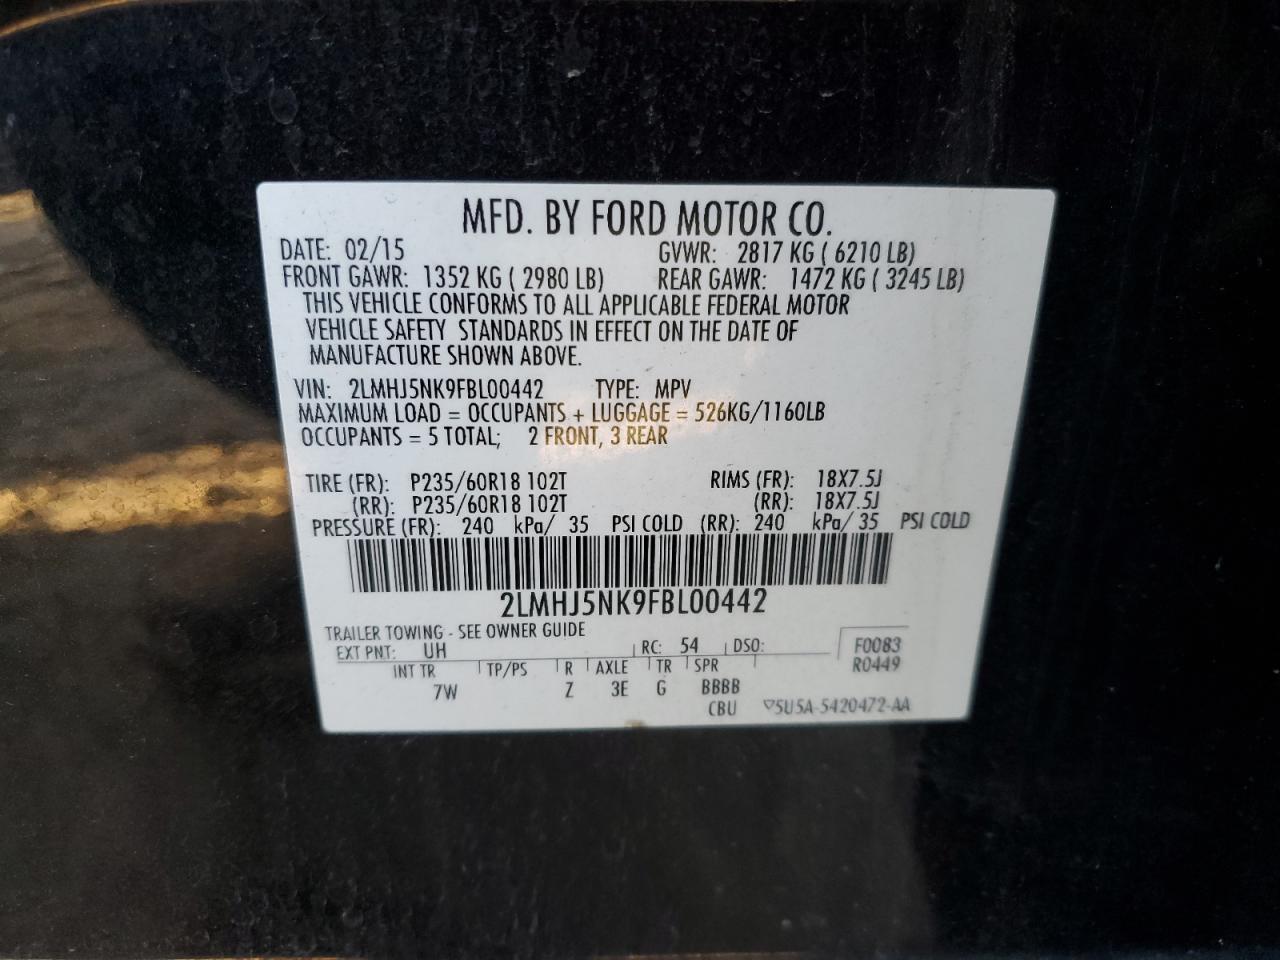 MFD. BY FORD MOTOR CO.
DATE: 02/15 GVWR: 2817 KG ( 6210 LB)
FRONT GAWR: 1352 KG ( 2980 LB) REAR GAWR: 1472 KG ( 3245 LB)
THIS VEHICLE CONFORMS TO ALL APPLICABLE FEDERAL MOTOR
VEHICLE SAFETY STANDARDS IN EFFECT ON THE DATE OF
MANUFACTURE SHOWN ABOVE.
VIN: 2LMHJ5NK9FBL00442 TYPE: MPV
MAXIMUM LOAD = OCCUPANTS + LUGGAGE = 526KG/1160LB
OCCUPANTS = 5 TOTAL; 2 FRONT, 3 REAR
TIRE (FR): P235/60R18 102T RIMS (FR): 18X7.5J
(RR): P235/60R18 102T (RR): 18X7.5J
PRESSURE (FR): 240 kPa/ 35 PSI COLD (RR): 240 kPa/ 35 PSI COLD
2LMHJ5NK9FBL00442
TRAILER TOWING - SEE OWNER GUIDE
EXT PNT: UH RC: 54 DSO: F0083
R0449
INT TR TP/PS R AXLE TR SPR
7W Z 3E G BBBB
CBU ▽5U5A-5420472-AA